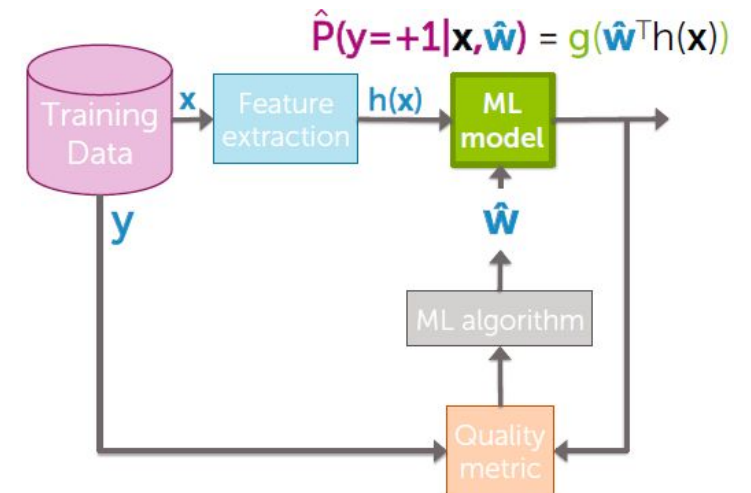 P̂(y=+1|x,ŵ) = g(ŵᵀh(x))
Training
Data
x
Feature
extraction
h(x)
ML
model
y
ŵ
ML algorithm
Quality
metric